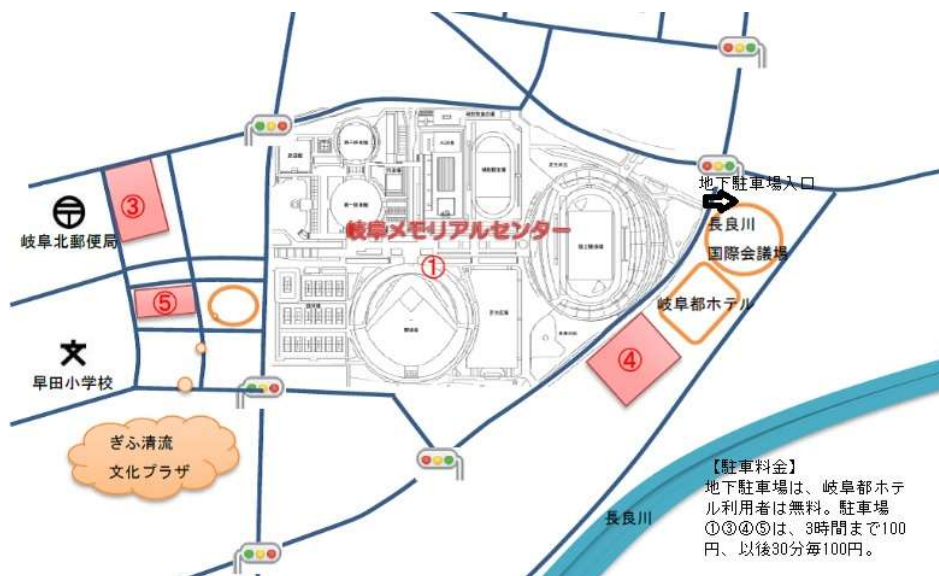 地下駐車場入口
③
岐阜北郵便局
長良川
国際会議場
岐阜メモリアルセンター
①
⑤
岐阜都ホテル
④
早田小学校
ぎふ清流
文化プラザ
長良川
【駐車料金】
地下駐車場は、岐阜都ホテ
ル利用者は無料。駐車場
①③④⑤は、3時間まで100
円、以後30分毎100円。